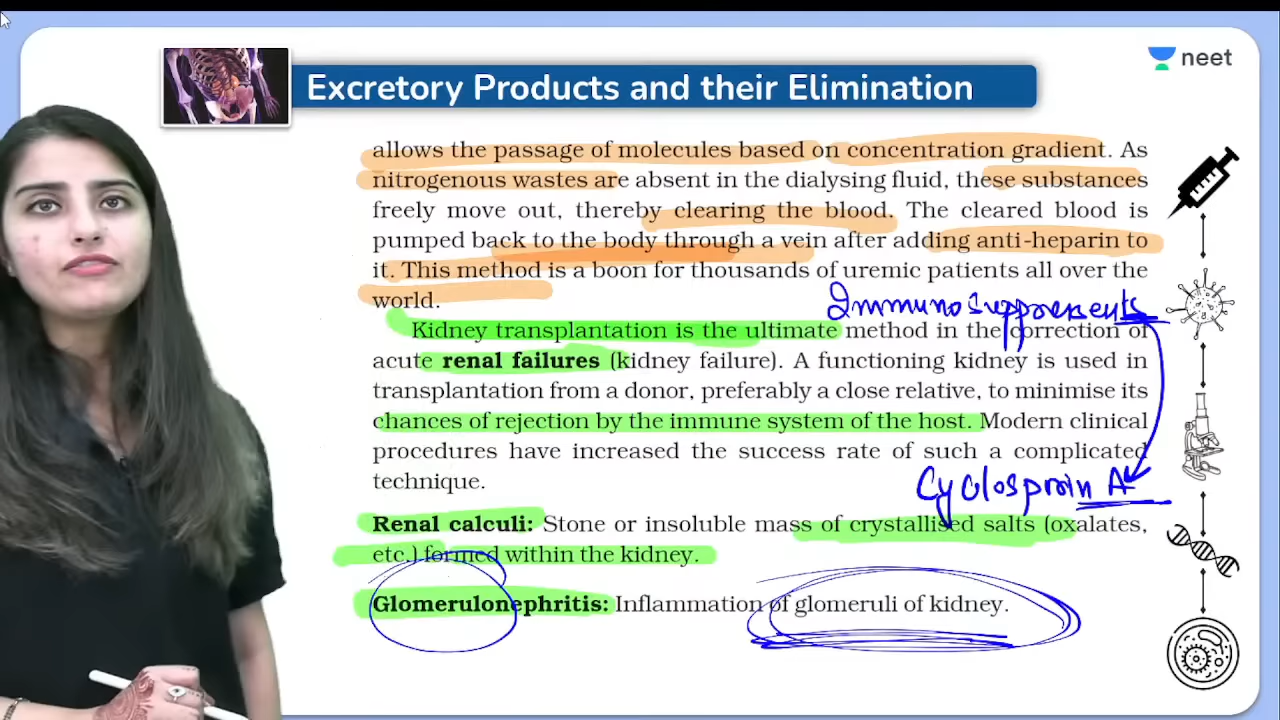 neet
Excretory Products and their Elimination
allows the passage of molecules based on concentration gradient. As
nitrogenous wastes are absent in the dialysing fluid, these substances
freely move out, thereby clearing the blood. The cleared blood is
pumped back to the body through a vein after adding anti-heparin to
it. This method is a boon for thousands of uremic patients all over the
world.
Immunosuppressents
Kidney transplantation is the ultimate method in the correction of
acute renal failures (kidney failure). A functioning kidney is used in
transplantation from a donor, preferably a close relative, to minimise its
chances of rejection by the immune system of the host. Modern clinical
procedures have increased the success rate of such a complicated
technique.
Cyclosproin A
Renal calculi: Stone or insoluble mass of crystallised salts (oxalates,
etc.) formed within the kidney.
Glomerulonephritis: Inflammation of glomeruli of kidney.